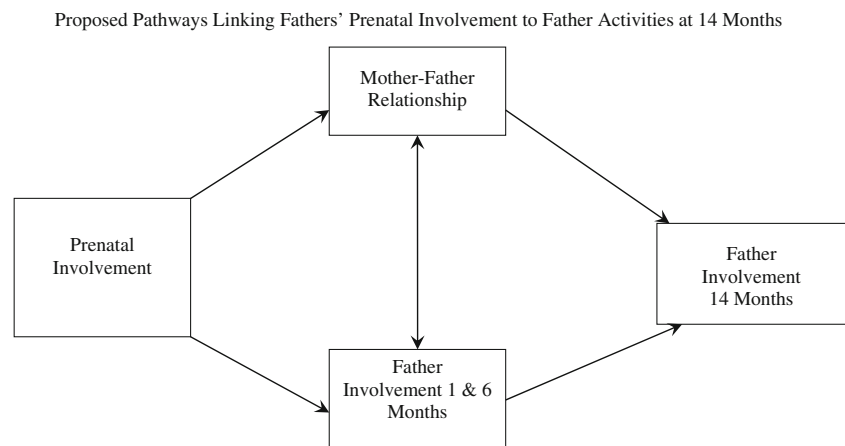 Proposed Pathways Linking Fathers' Prenatal Involvement to Father Activities at 14 Months
Mother-Father
Relationship
Prenatal
Involvement
Father
Involvement
14 Months
Father
Involvement 1 & 6
Months